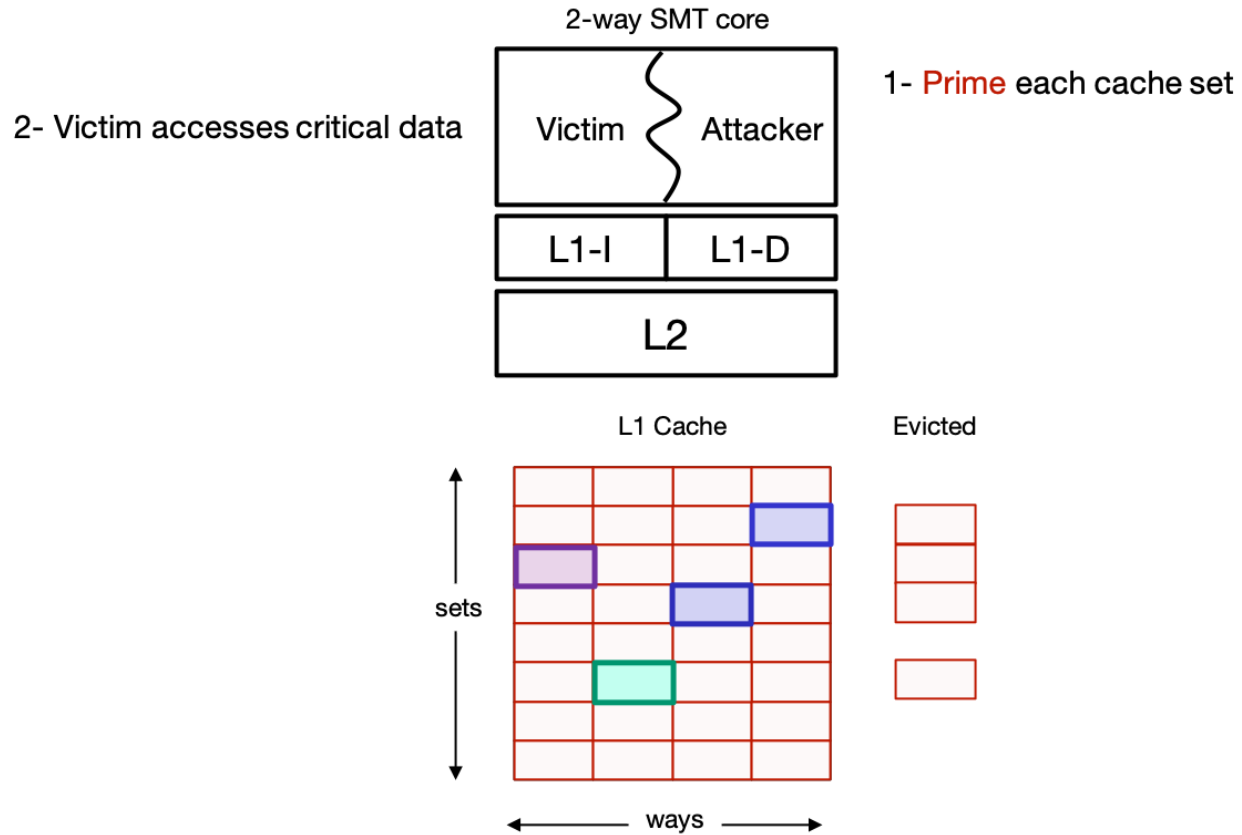 2-way SMT core
1- Prime each cache set
2- Victim accesses critical data
Victim
Attacker
L1-I
L1-D
L2
L1 Cache
Evicted
sets
ways